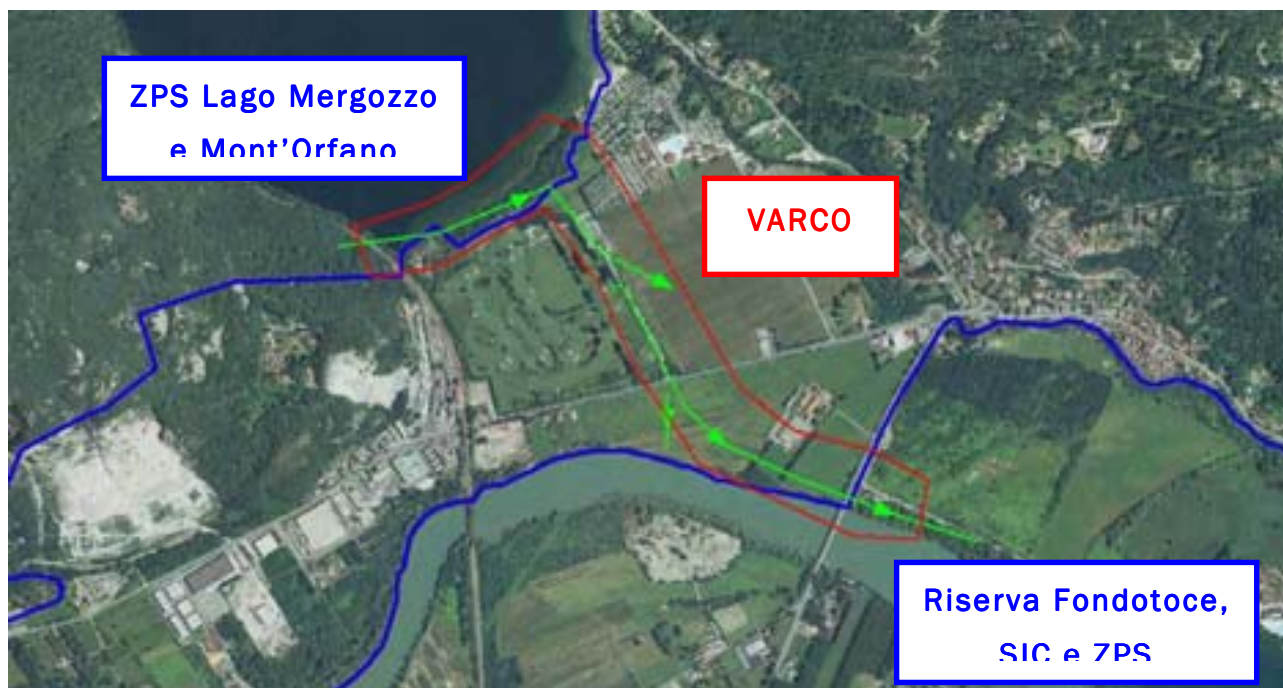 ZPS Lago Mergozzo
e Mont'Orfano
VARCO
Riserva Fondotoce,
SIC e ZPS